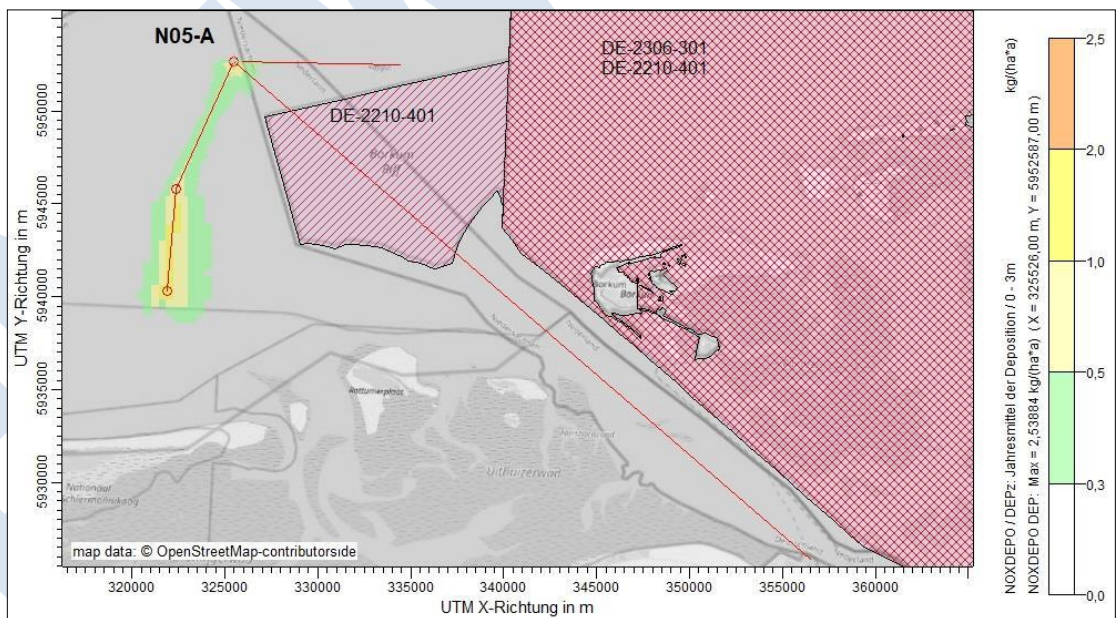 N05-A
DE-2306-301
DE-2210-401
DE-2210-401
Borkum
Riff
Borkum
Rottumerplaat
Uithuizerwad
Nationaal
map data: © OpenStreetMap-contributorsde
5950000
5945000
5940000
5935000
5930000
UTM Y-Richtung in m
320000
325000
330000
335000
340000
345000
350000
355000
360000
UTM X-Richtung in m
NOXDEPO / DEPz: Jahresmittel der Deposition / 0 - 3m
kg/(ha*a)
NOXDEPO DEP: Max = 2,53884 kg/(ha*a) ( X = 325526,00 m, Y = 5952587,00 m )
2,5
2,0
1,0
0,5
0,3
0,0